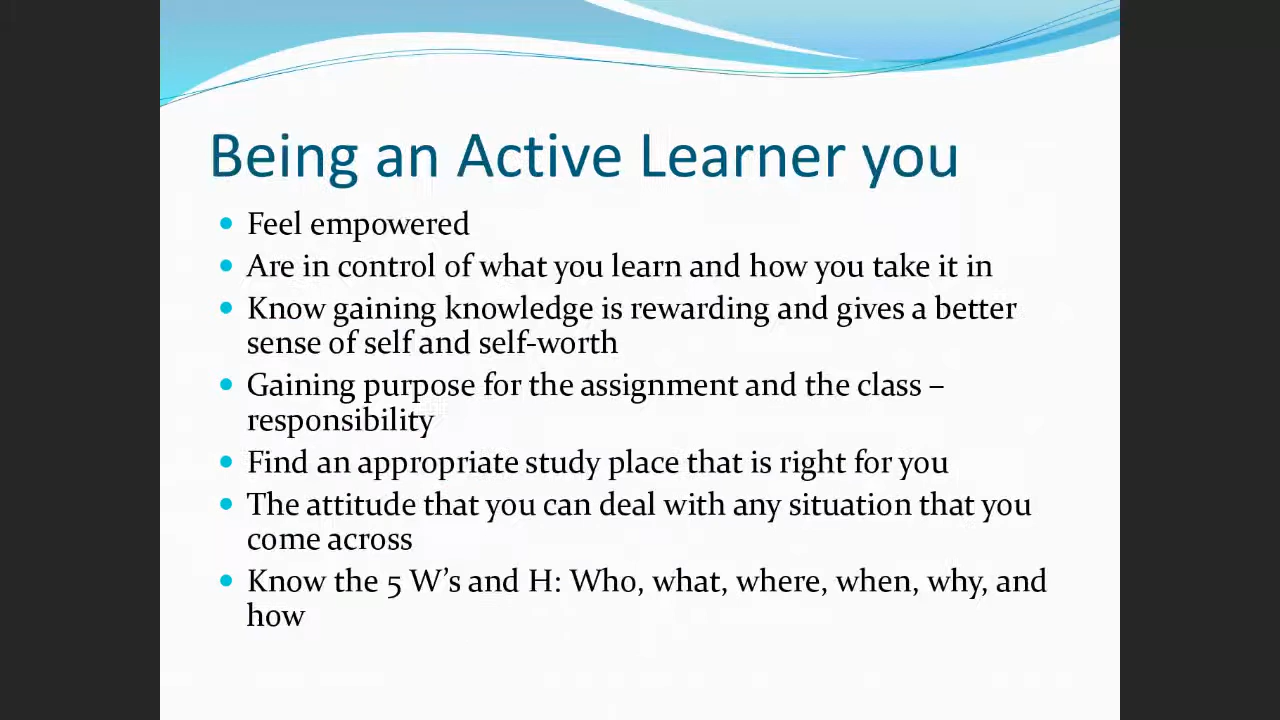 Being an Active Learner you
• Feel empowered
• Are in control of what you learn and how you take it in
• Know gaining knowledge is rewarding and gives a better
sense of self and self-worth
• Gaining purpose for the assignment and the class –
responsibility
• Find an appropriate study place that is right for you
• The attitude that you can deal with any situation that you
come across
• Know the 5 W’s and H: Who, what, where, when, why, and
how